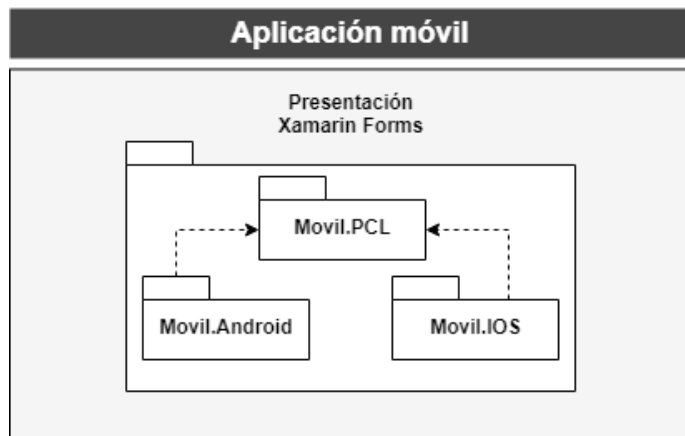 Aplicación móvil
Presentación
Xamarin Forms
Movil.PCL
Movil.Android
Movil.IOS